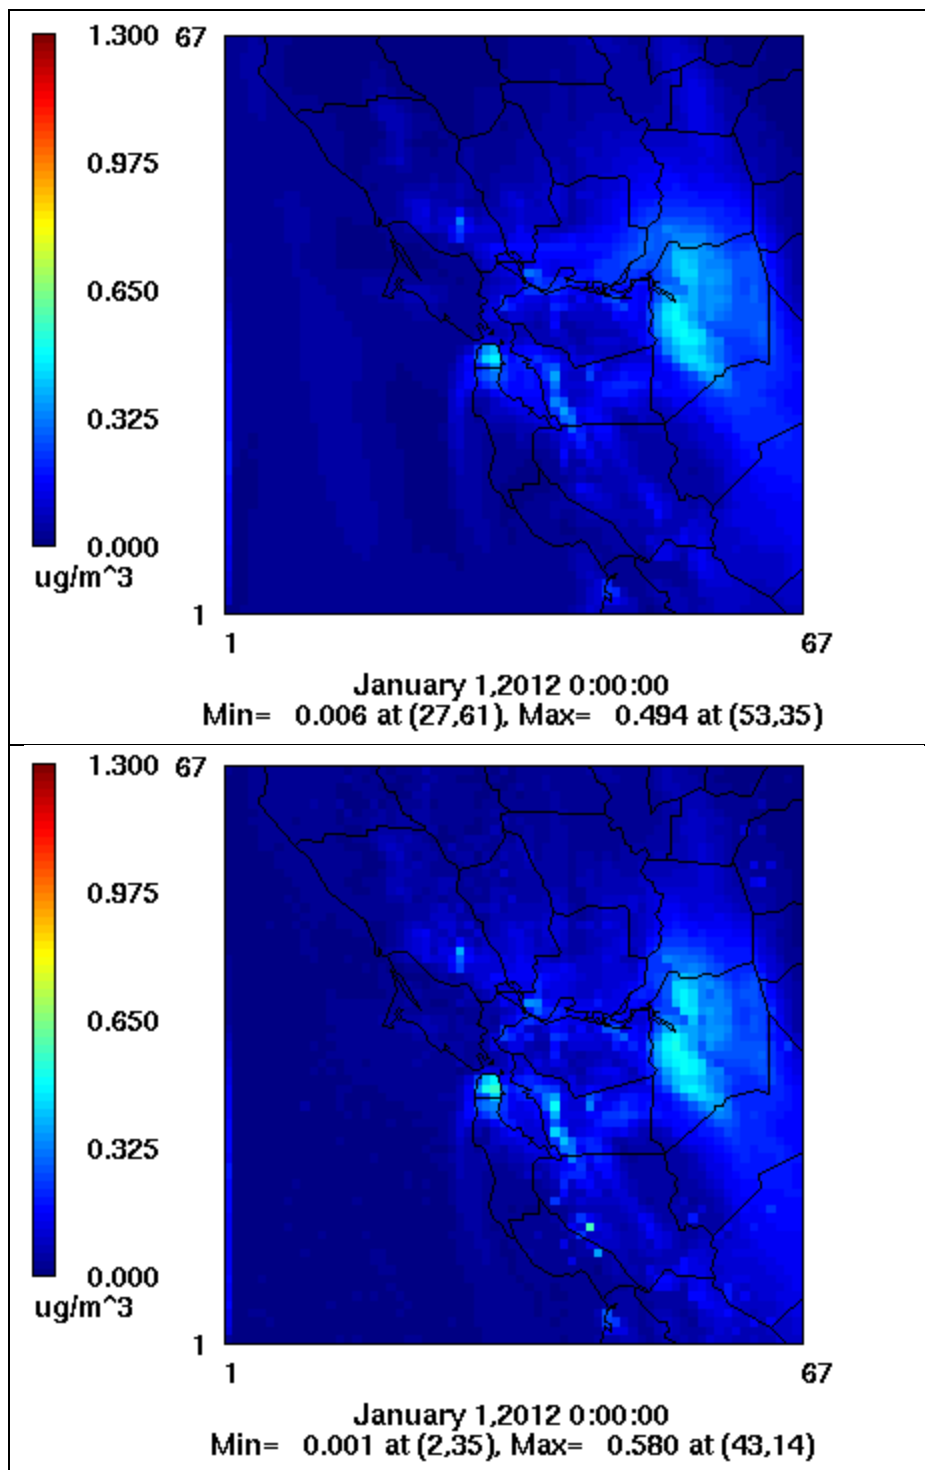 1.300 67
0.975
0.650
0.325
0.000
ug/m^3
1
1 67
January 1,2012 0:00:00
Min= 0.006 at (27,61), Max= 0.494 at (53,35)
1.300 67
0.975
0.650
0.325
0.000
ug/m^3
1
1 67
January 1,2012 0:00:00
Min= 0.001 at (2,35), Max= 0.580 at (43,14)